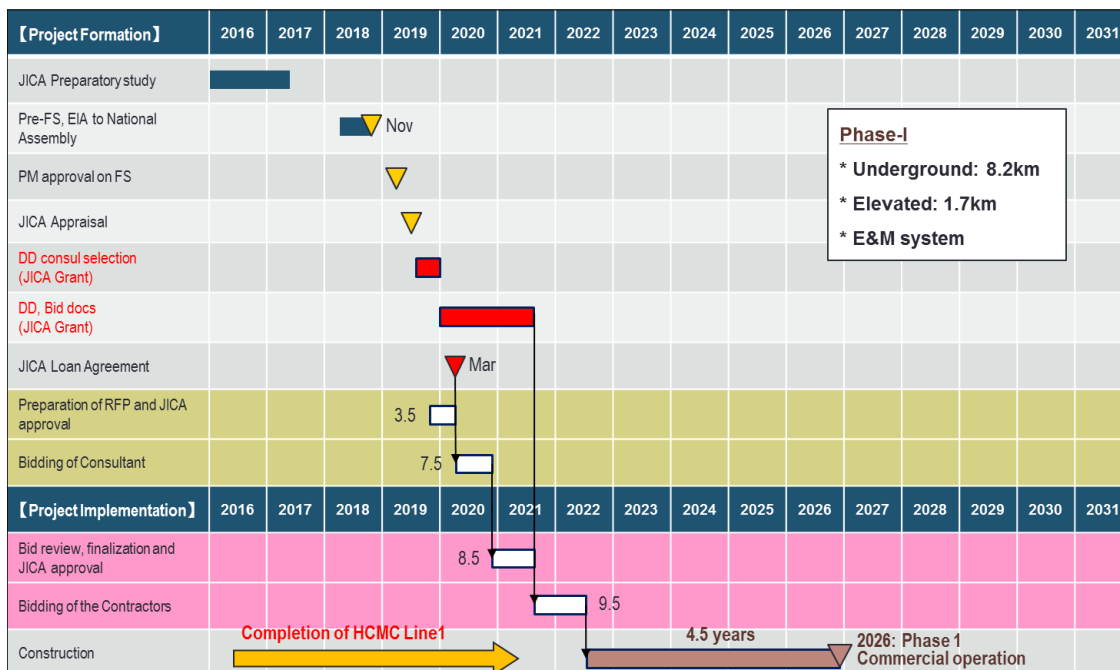 【Project Formation】 2016 2017 2018 2019 2020 2021 2022 2023 2024 2025 2026 2027 2028 2029 2030 2031
JICA Preparatory study
Pre-FS, EIA to National
Assembly
Nov
PM approval on FS
JICA Appraisal
DD consul selection
(JICA Grant)
DD, Bid docs
(JICA Grant)
JICA Loan Agreement
Mar
Preparation of RFP and JICA
approval
3.5
Bidding of Consultant
7.5
Phase-I
* Underground: 8.2km
* Elevated: 1.7km
* E&M system
【Project Implementation】 2016 2017 2018 2019 2020 2021 2022 2023 2024 2025 2026 2027 2028 2029 2030 2031
Bid review, finalization and
JICA approval
8.5
Bidding of the Contractors
9.5
Construction
Completion of HCMC Line1
4.5 years
2026: Phase 1
Commercial operation